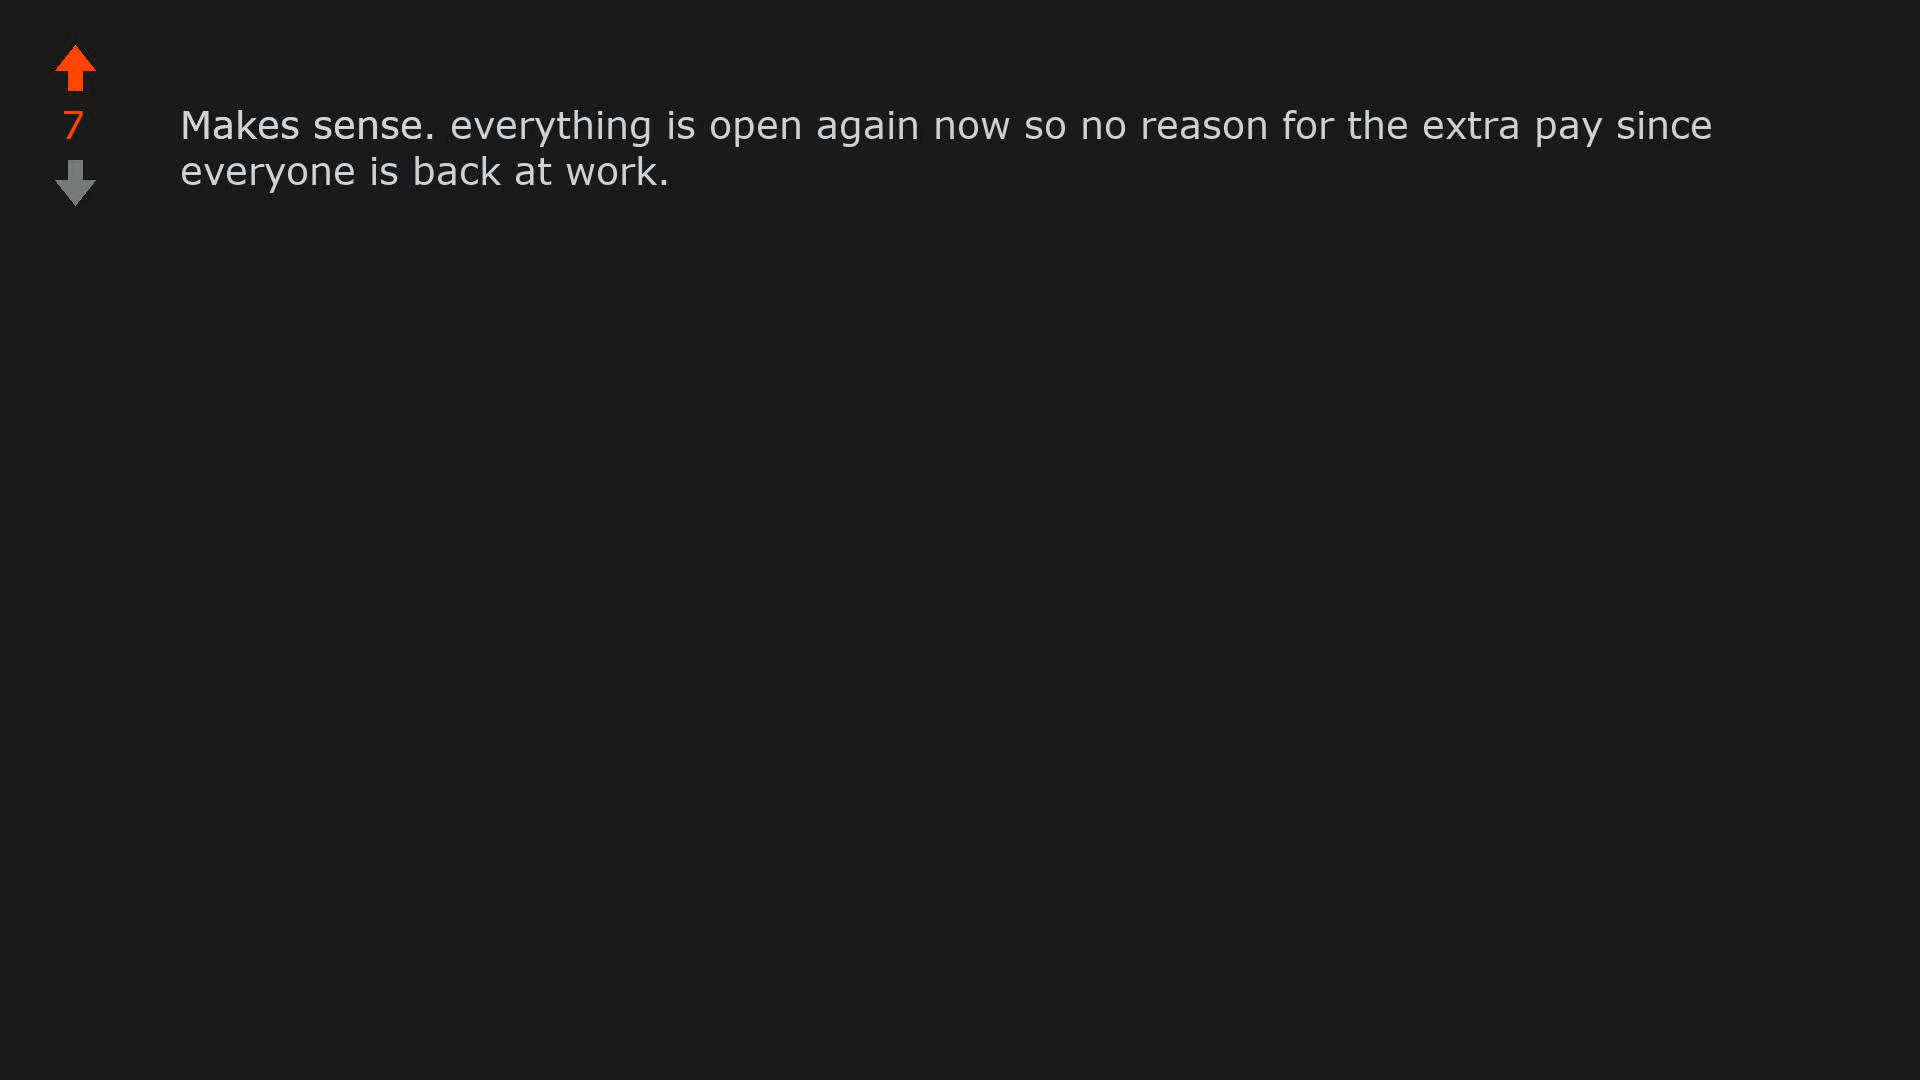 7
Makes sense. everything is open again now so no reason for the extra pay since
everyone is back at work.